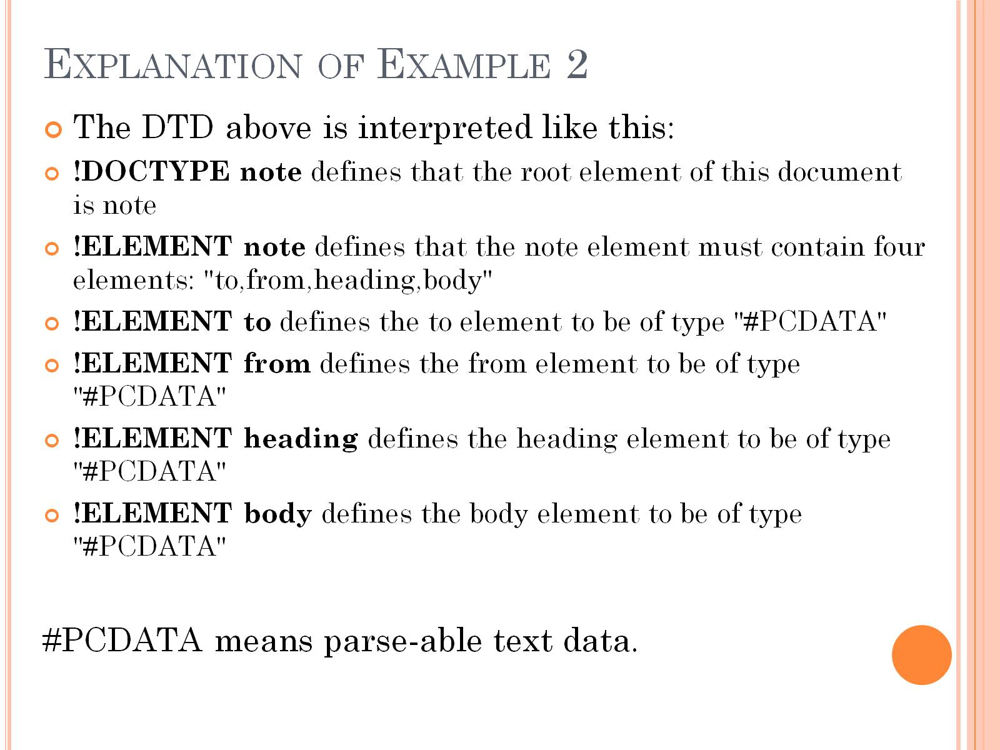 EXPLANATION OF EXAMPLE 2
The DTD above is interpreted like this:
!DOCTYPE note defines that the root element of this document
is note
!ELEMENT note defines that the note element must contain four
elements: "to,from,heading,body"
!ELEMENT to defines the to element to be of type "#PCDATA"
!ELEMENT from defines the from element to be of type
"#PCDATA"
!ELEMENT heading defines the heading element to be of type
"#PCDATA"
!ELEMENT body defines the body element to be of type
"#PCDATA"
#PCDATA means parse-able text data.